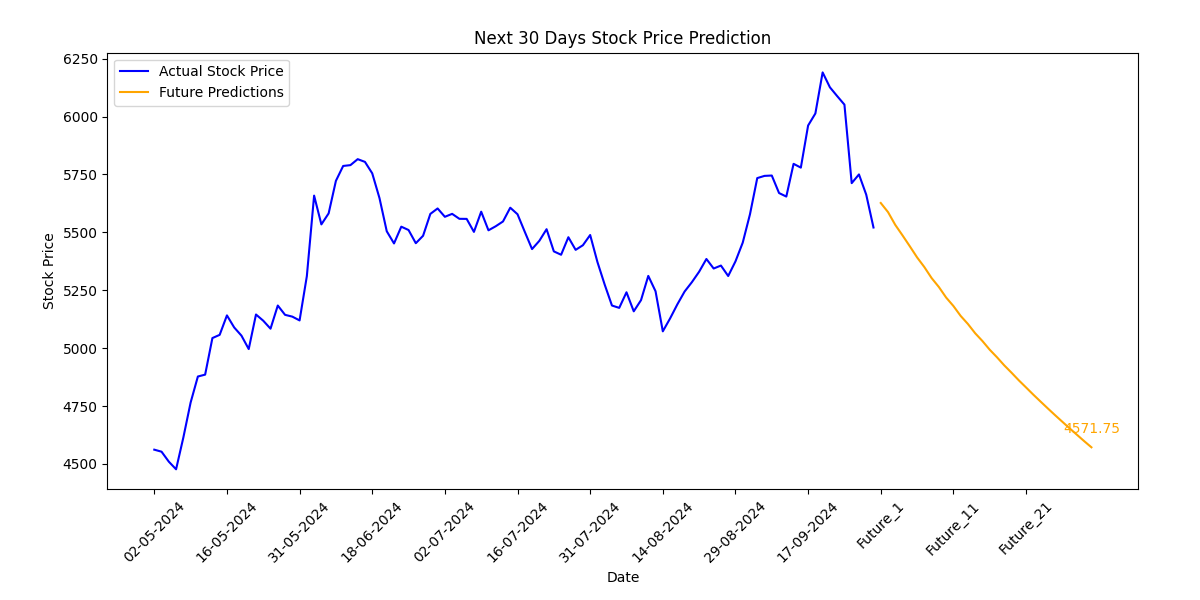 Next 30 Days Stock Price Prediction
Actual Stock Price
Future Predictions
Stock Price
6250
6000
5750
5500
5250
5000
4750
4500
4571.75
02-05-2024
16-05-2024
31-05-2024
18-06-2024
02-07-2024
16-07-2024
31-07-2024
14-08-2024
29-08-2024
17-09-2024
Future_1
Future_11
Future_21
Date